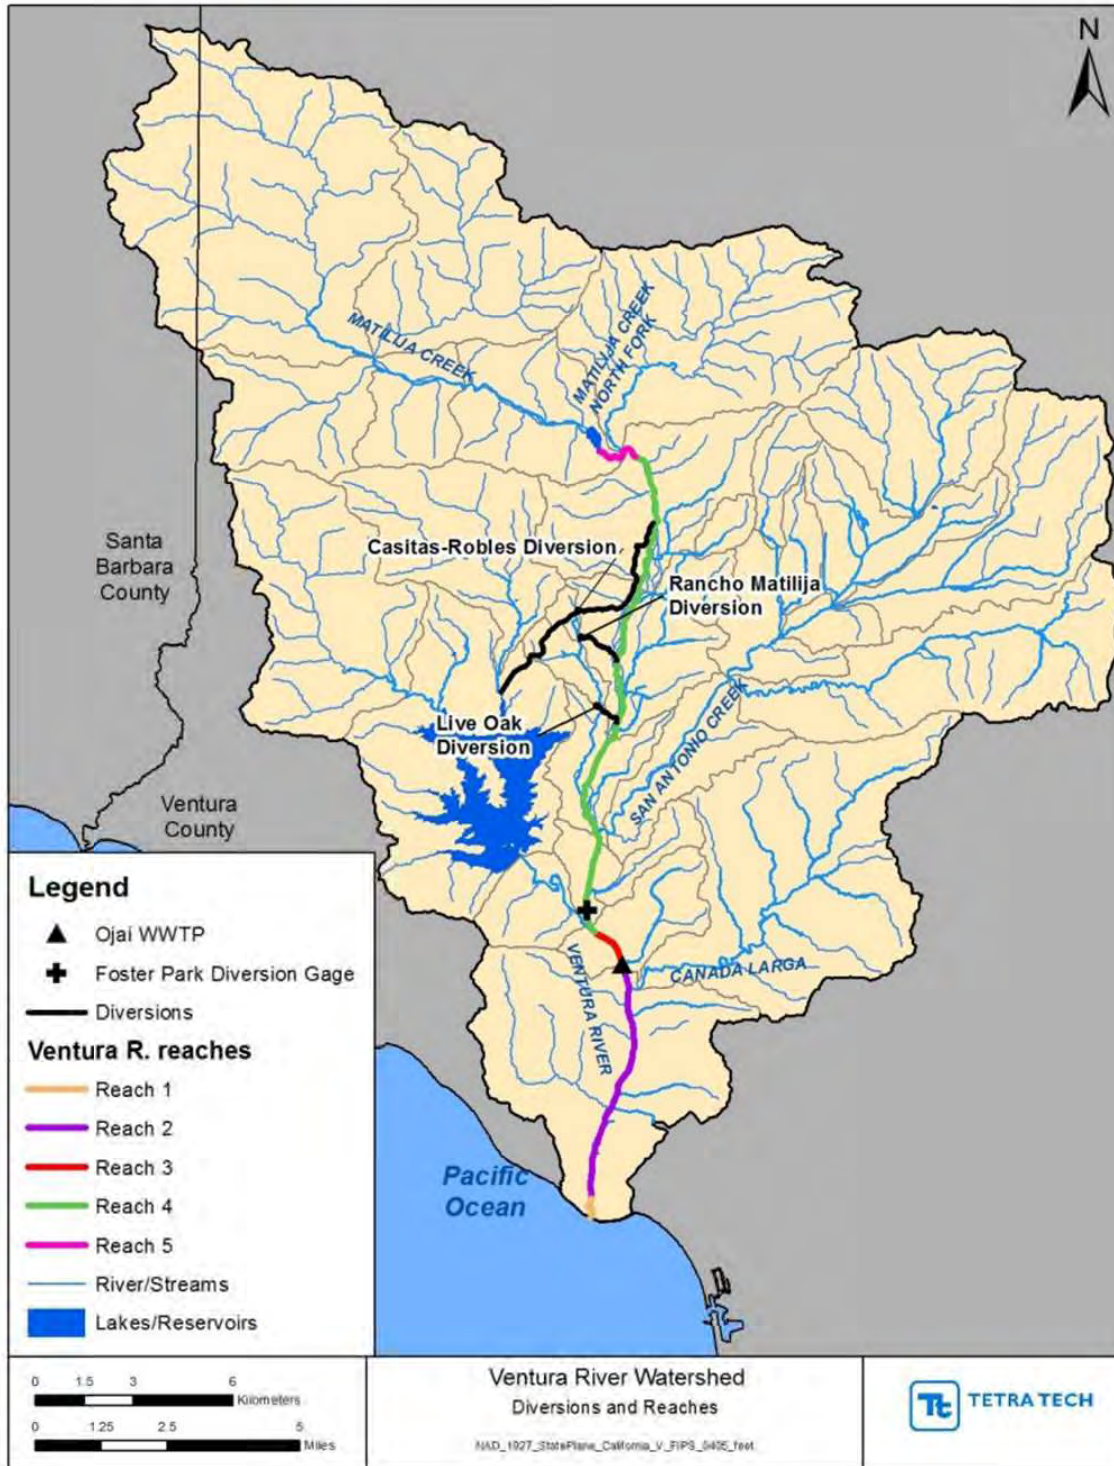 N
MATILIJA CREEK
MATILIJA CREEK
NORTH FORK
Santa
Barbara
County
Casitas-Robles Diversion
Rancho Matilija
Diversion
Live Oak
Diversion
SAN ANTONIO CREEK
Ventura
County
VENTURA RIVER
CANADA LARGA
Pacific
Ocean
Legend
Ojai WWTP
Foster Park Diversion Gage
Diversions
Ventura R. reaches
Reach 1
Reach 2
Reach 3
Reach 4
Reach 5
River/Streams
Lakes/Reservoirs
0 1.5 3 6
Kilometers
0 1.25 2.5 5
Miles
Ventura River Watershed
Diversions and Reaches
NAD_1927_StatePlane_California_V_FIPS_0405_feet
Tt TETRA TECH